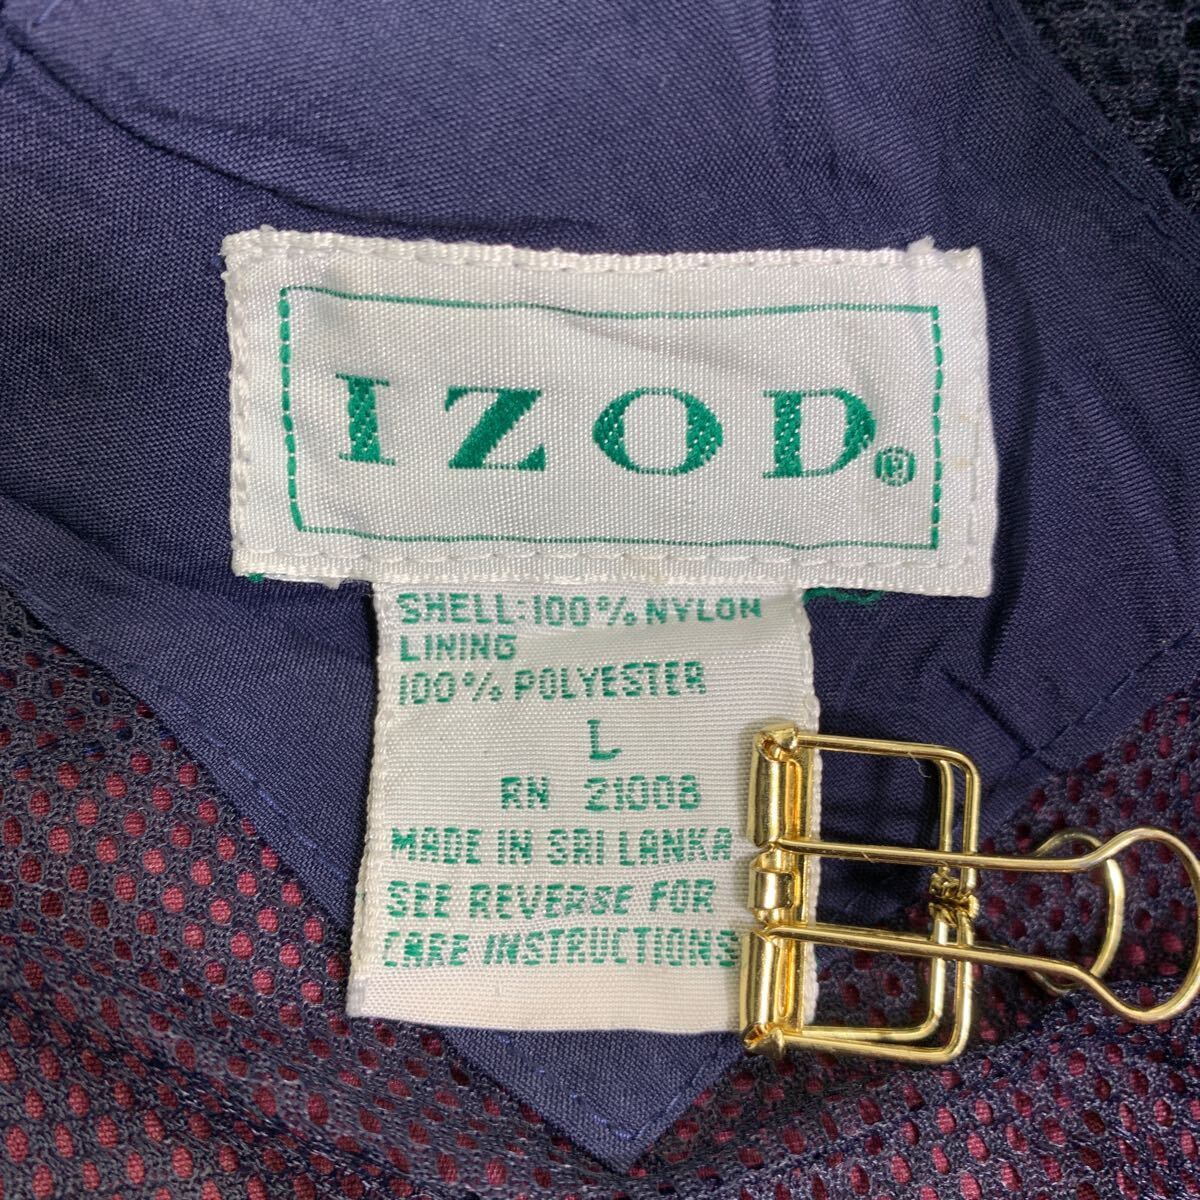 IZOD®
SHELL: 100% NYLON
LINING
100% POLYESTER
L
RN 21008
MADE IN SRI LANKA
SEE REVERSE FOR
CARE INSTRUCTIONS